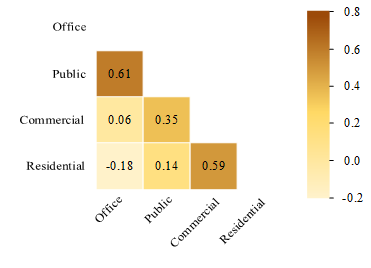 Office
Public 0.61
Commercial 0.06 0.35
Residential -0.18 0.14 0.59
Office Public Commercial Residential
0.8
0.6
0.4
0.2
0.0
-0.2